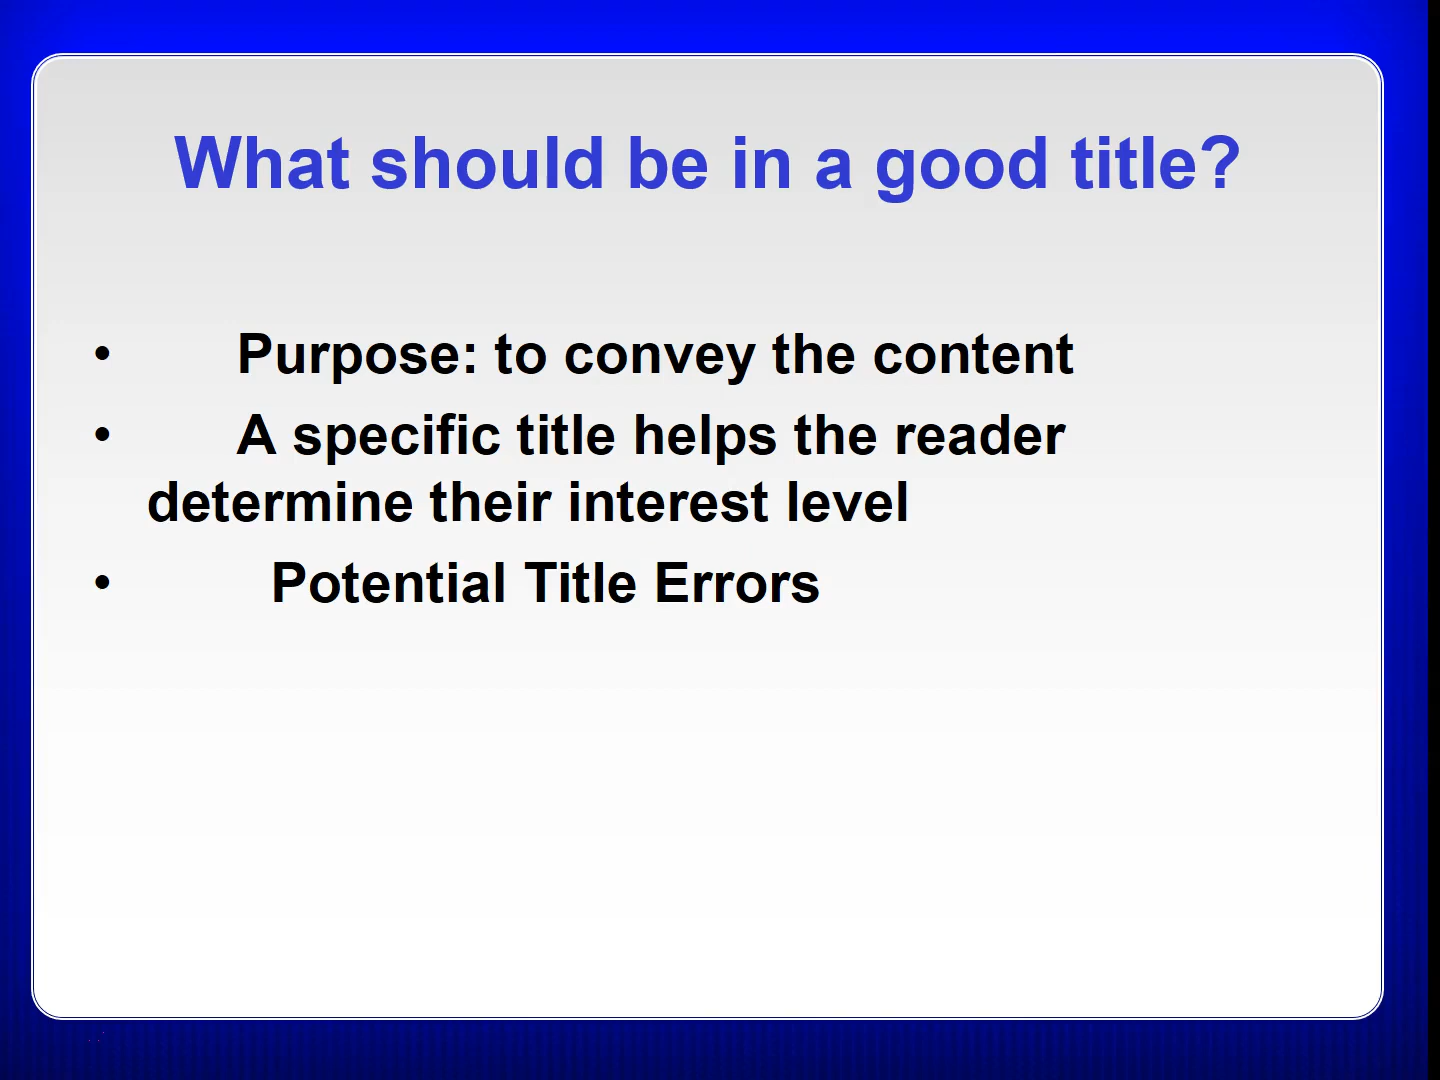 What should be in a good title?
• Purpose: to convey the content
• A specific title helps the reader
determine their interest level
• Potential Title Errors